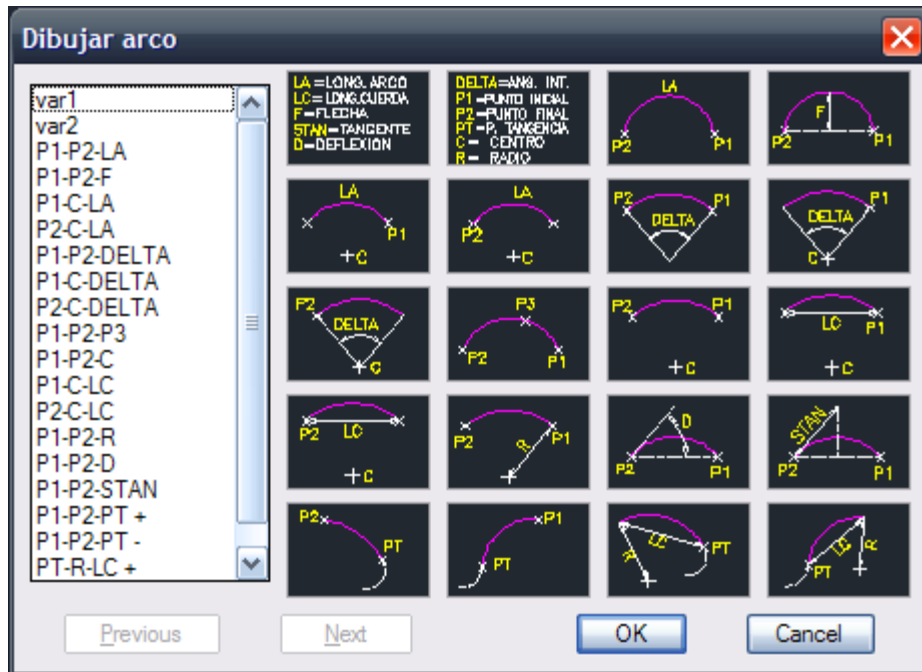 Dibujar arco
var1
var2
P1-P2-LA
P1-P2-F
P1-C-LA
P2-C-LA
P1-P2-DELTA
P1-C-DELTA
P2-C-DELTA
P1-P2-P3
P1-P2-C
P1-C-LC
P2-C-LC
P1-P2-R
P1-P2-D
P1-P2-STAN
P1-P2-PT +
P1-P2-PT -
PT-R-LC +
LA=LONG. ARCO
LC=LONG.CUERDA
F=FLECHA
STAN=TANGENTE
D=DEFLEXION
DELTA=ANG. INT.
P1=PUNTO INICIAL
P2=PUNTO FINAL
PT=P. TANGENCIA
C= CENTRO
R= RADIO
LA
P2 P1
F
P2 P1
LA
P1
C
LA
P2
C
P2 P1
DELTA
P1
DELTA
C
P2
DELTA
C
P3
P2 P1
P2 P1
C
LC P1
C
P2 LC
C
P2 P1
R
D
P2 P1
STAN
P2 P1
P2
PT
P1
PT
R LC PT
LC R
PT
Previous Next OK Cancel